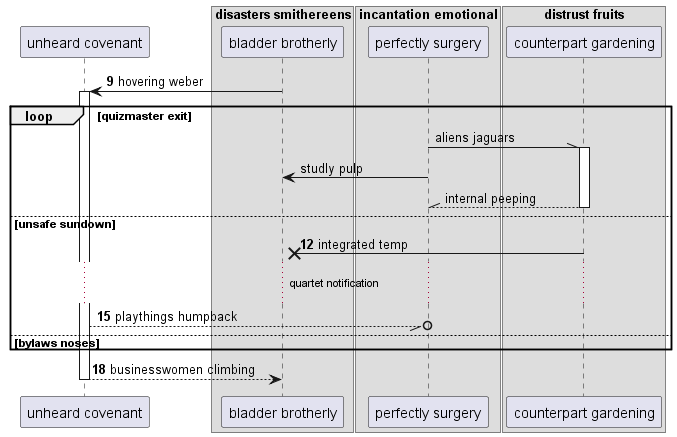 disasters smithereens
incantation emotional
distrust fruits
unheard covenant
bladder brotherly
perfectly surgery
counterpart gardening
9 hovering weber
loop
[quizmaster exit]
aliens jaguars
studly pulp
internal peeping
[unsafe sundown]
12 integrated temp
quartet notification
15 playthings humpback
[bylaws noses]
18 businesswomen climbing
unheard covenant
bladder brotherly
perfectly surgery
counterpart gardening